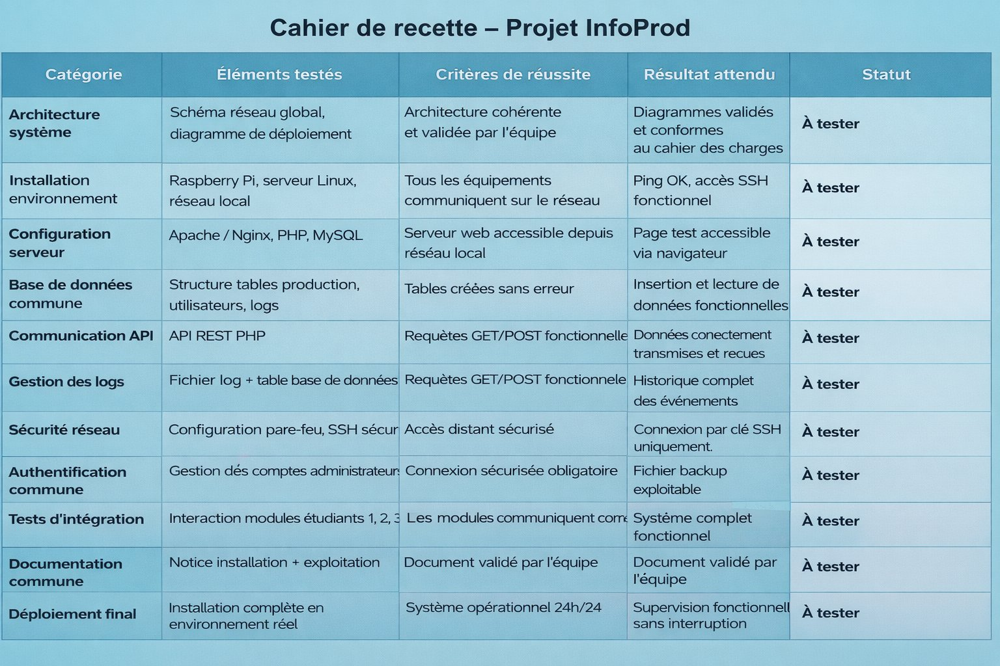 Cahier de recette – Projet InfoProd
Catégorie
Éléments testés
Critères de réussite
Résultat attendu
Statut
Architecture
système
Schéma réseau global,
diagramme de déploiement
Architecture cohérente
et validée par l'équipe
Diagrammes validés
et conformes
au cahier des charges
À tester
Installation
environnement
Raspberry Pi, serveur Linux,
réseau local
Tous les équipements
communiquent sur le réseau
Ping OK, accès SSH
fonctionnel
À tester
Configuration
serveur
Apache / Nginx, PHP, MySQL
Serveur web accessible depuis
réséau local
Page test accessible
via navigateur
À tester
Base de données
commune
Structure tables production,
utilisateurs, logs
Tables créées sans erreur
Insertion et lecture de
données fonctionnelles
À tester
Communication API
API REST PHP
Requètes GET/POST fonctionnelle
Données conectement
transmises et recues
À tester
Gestion des logs
Fichier log + table base de données
Requètes GET/POST fonctionnele
Historique complet
des événements
À tester
Sécurité réseau
Configuration pare-feu, SSH sécur
Accès distant sécurisé
Connexion par clé SSH
uniquement.
À tester
Authentification
commune
Gestion dés comptes administrateurs
Connexion sécurisée obligatoire
Fichier backup
exploitable
À tester
Tests d'intégration
Interaction modules étudiants 1, 2, 3
Les modules communiquent corre
Système complet
fonctionnel
À tester
Documentation
commune
Notice installation + exploitation
Document validé par l'équipe
Document validé par
l'équipe
À tester
Déploiement final
Installation complète en
environnement réel
Système opérationnel 24h/24
Supervision fonctionnell
sans interruption
À tester